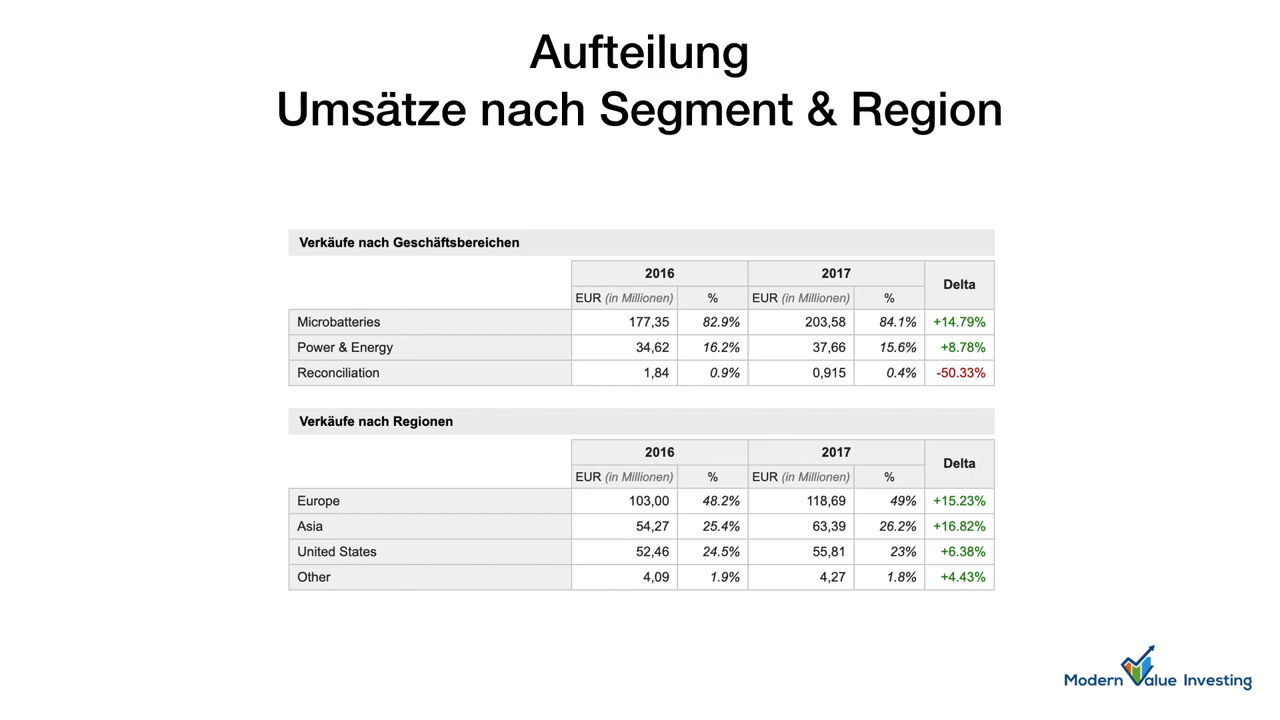 Aufteilung
Umsätze nach Segment & Region
Verkäufe nach Geschäftsbereichen
2016 2017 Delta
EUR (in Millionen) % EUR (in Millionen) %
Microbatteries 177,35 82.9% 203,58 84.1% +14.79%
Power & Energy 34,62 16.2% 37,66 15.6% +8.78%
Reconciliation 1,84 0.9% 0,915 0.4% -50.33%
Verkäufe nach Regionen
2016 2017 Delta
EUR (in Millionen) % EUR (in Millionen) %
Europe 103,00 48.2% 118,69 49% +15.23%
Asia 54,27 25.4% 63,39 26.2% +16.82%
United States 52,46 24.5% 55,81 23% +6.38%
Other 4,09 1.9% 4,27 1.8% +4.43%
Modern Value Investing